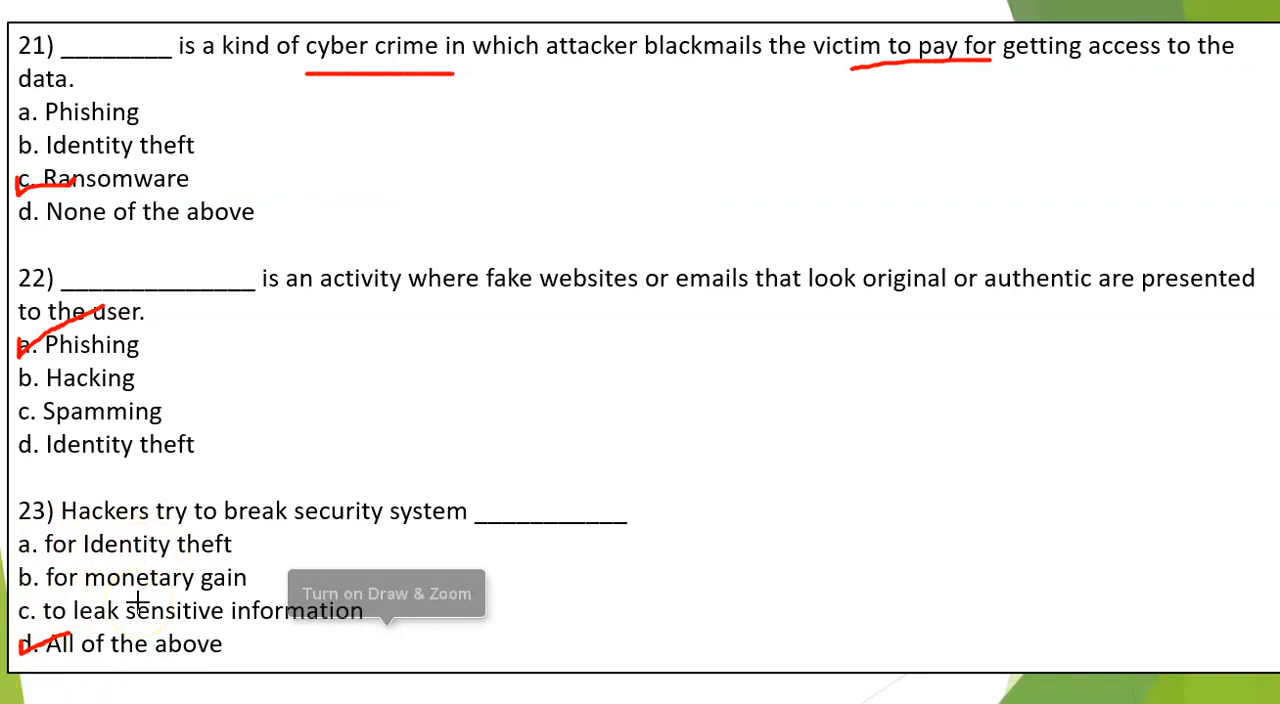 21) ________ is a kind of cyber crime in which attacker blackmails the victim to pay for getting access to the
data.
a. Phishing
b. Identity theft
c. Ransomware
d. None of the above
22) ______________ is an activity where fake websites or emails that look original or authentic are presented
to the user.
a. Phishing
b. Hacking
c. Spamming
d. Identity theft
23) Hackers try to break security system ___________
a. for Identity theft
b. for monetary gain
Turn on Draw & Zoom
c. to leak sensitive information
d. All of the above